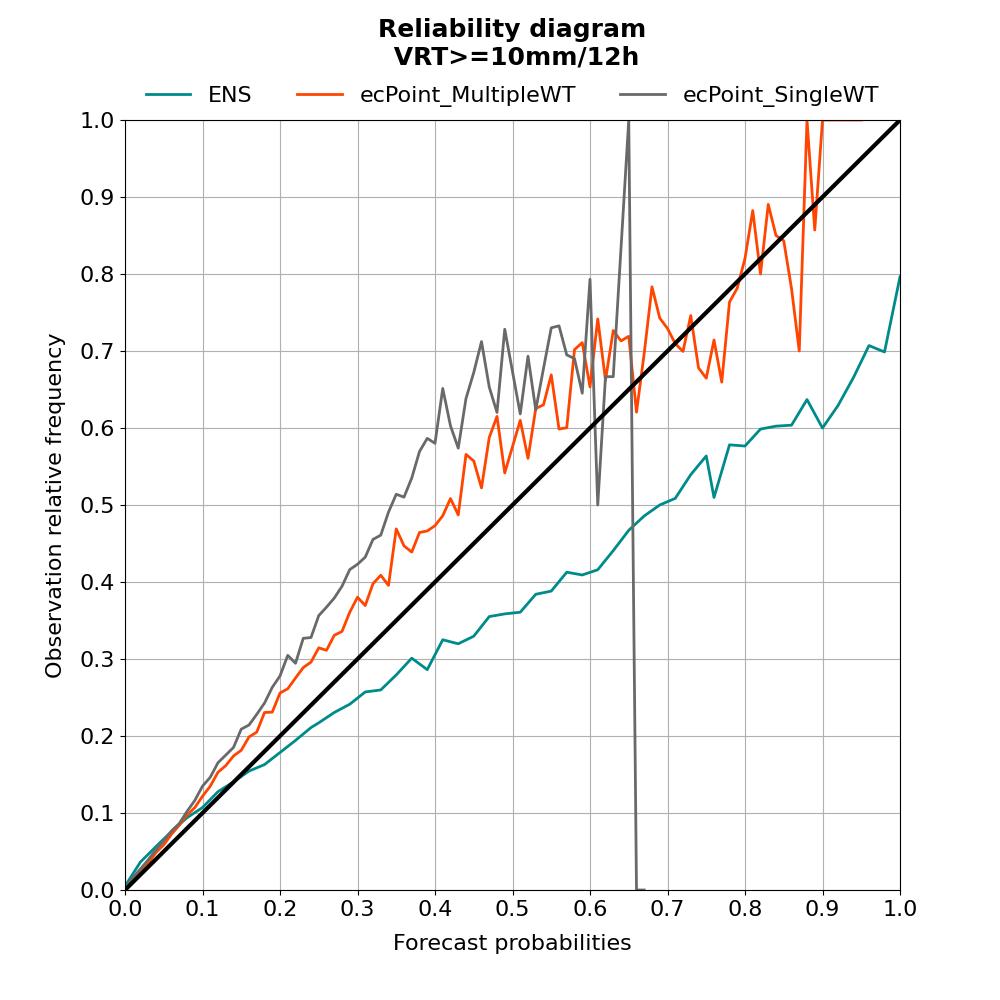 Reliability diagram
VRT>=10mm/12h
ENS ecPoint_MultipleWT ecPoint_SingleWT
1.0
0.9
0.8
0.7
0.6
0.5
0.4
0.3
0.2
0.1
0.0
Observation relative frequency
0.0 0.1 0.2 0.3 0.4 0.5 0.6 0.7 0.8 0.9 1.0
Forecast probabilities